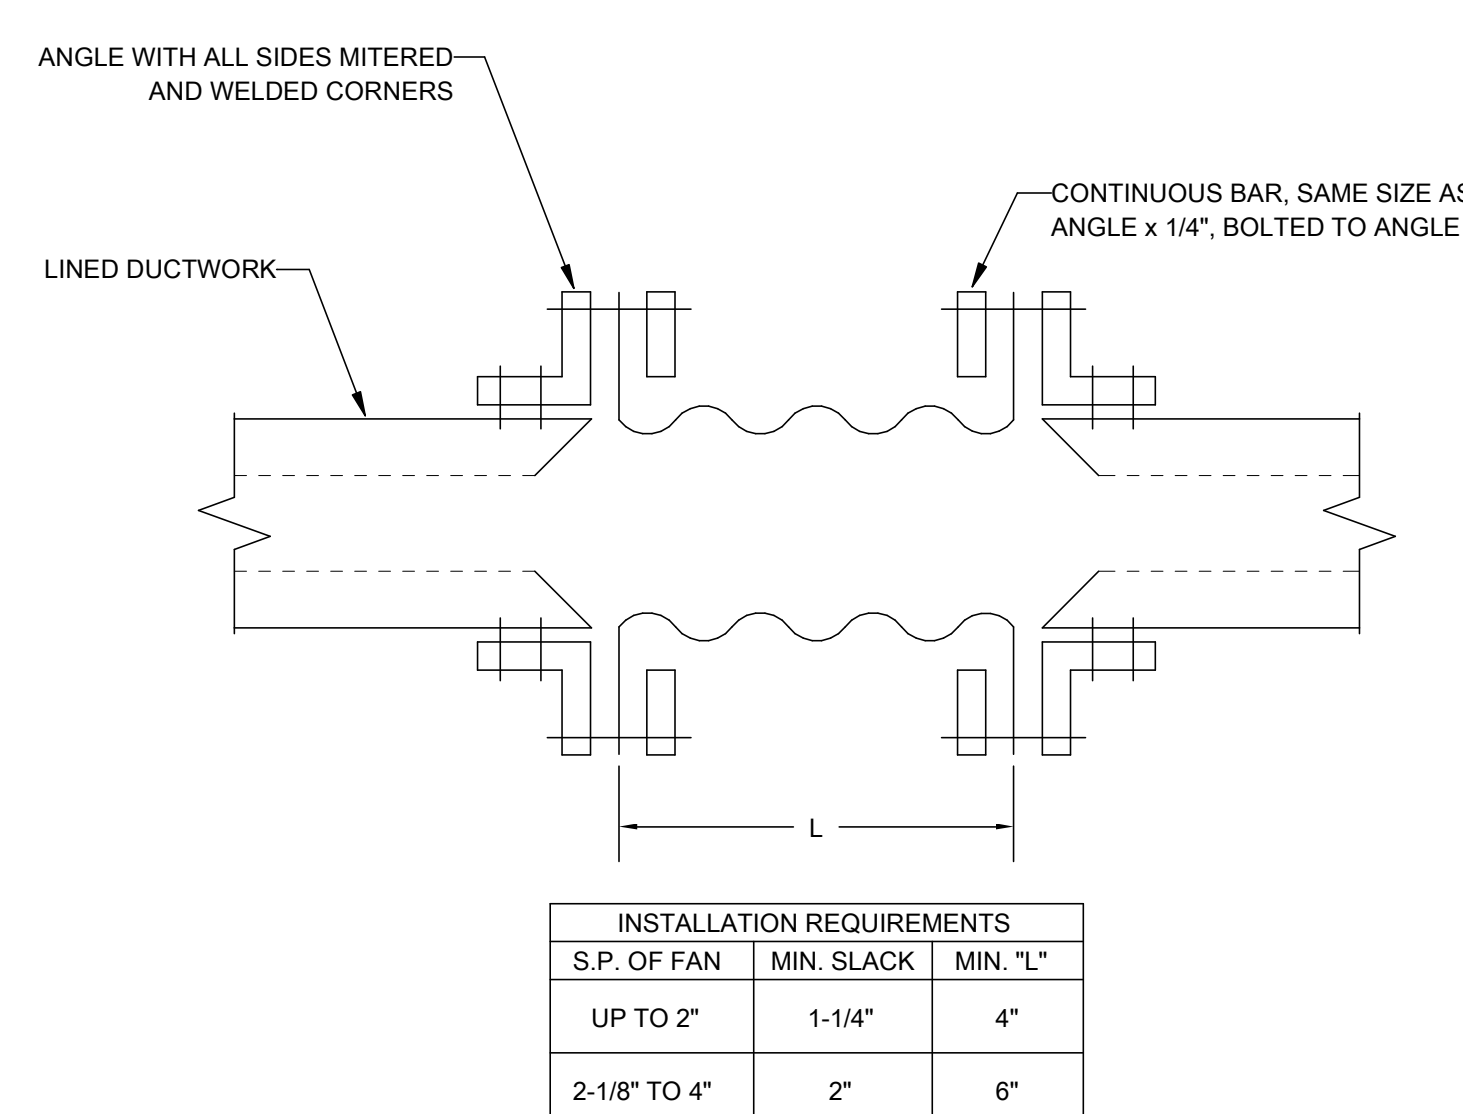 ANGLE WITH ALL SIDES MITERED
AND WELDED CORNERS
CONTINUOUS BAR, SAME SIZE AS
ANGLE x 1/4", BOLTED TO ANGLE
LINED DUCTWORK
L
INSTALLATION REQUIREMENTS
S.P. OF FAN MIN. SLACK MIN. "L"
UP TO 2" 1-1/4" 4"
2-1/8" TO 4" 2" 6"